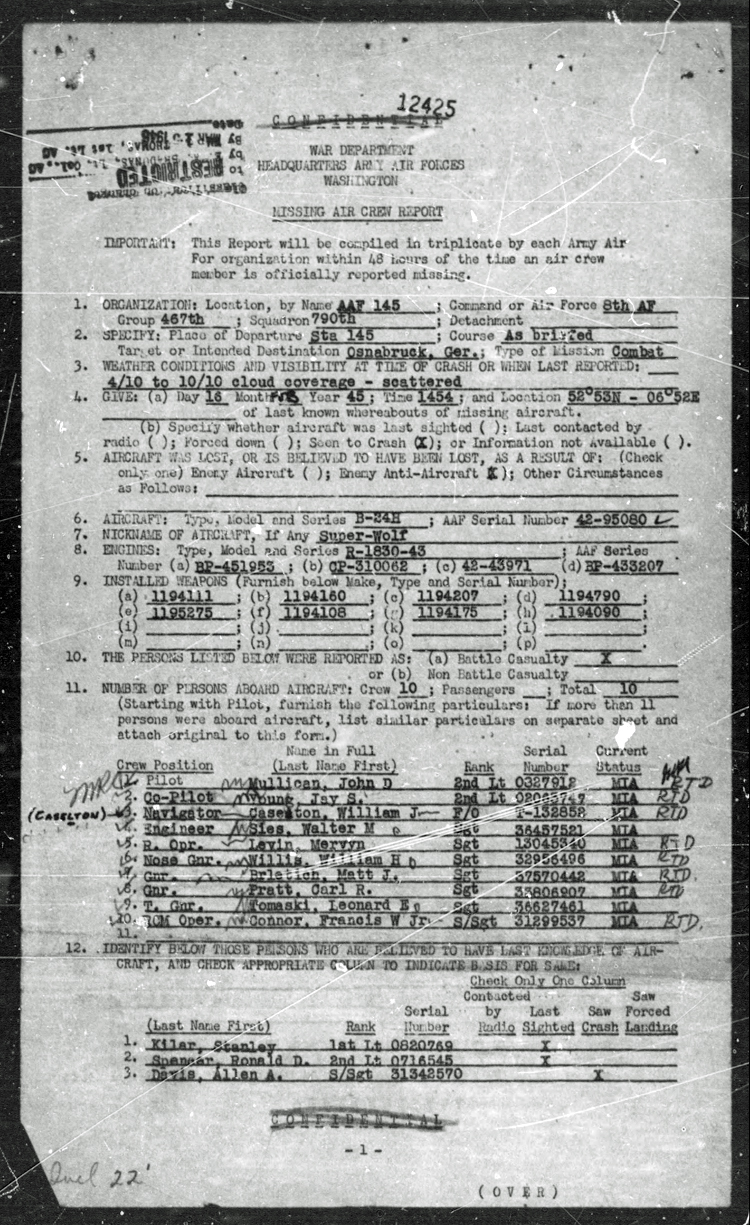 12425
CONFIDENTIAL
WAR DEPARTMENT
HEADQUARTERS ARMY AIR FORCES
WASHINGTON
RESTRICTED
MISSING AIR CREW REPORT
IMPORTANT: This Report will be compiled in triplicate by each Army Air
For organization within 48 hours of the time an air crew
member is officially reported missing.
1. ORGANIZATION: Location, by Name AAF 145 ; Command or Air Force 8th AF
Group 467th ; Squadron 790th ; Detachment
2. SPECIFY: Place of Departure Sta 145 ; Course As briefed
Target or Intended Destination Osnabruck, Ger.; Type of Mission Combat
3. WEATHER CONDITIONS AND VISIBILITY AT TIME OF CRASH OR WHEN LAST REPORTED:
4/10 to 10/10 cloud coverage - scattered
4. GIVE: (a) Day 16 Month Year 45; Time 1454; and Location 52°53N - 06°52E
of last known whereabouts of missing aircraft.
(b) Specify whether aircraft was last sighted ( ); Last contacted by
radio ( ); Forced down ( ); Seen to Crash (X); or Information not Available ( ).
5. AIRCRAFT WAS LOST, OR IS BELIEVED TO HAVE BEEN LOST, AS A RESULT OF: (Check
only one) Enemy Aircraft ( ); Enemy Anti-Aircraft (X); Other Circumstances
as Follows:
6. AIRCRAFT: Type, Model and Series B-24H ; AAF Serial Number 42-95080
7. NICKNAME OF AIRCRAFT, If Any Super-Wolf
8. ENGINES: Type, Model and Series R-1830-43 ; AAF Series
Number (a) BP-451953 ; (b) CP-310062 ; (c) 42-43971 (d) BP-433207
9. INSTALLED WEAPONS (Furnish below Make, Type and Serial Number);
(a) 1194111 ; (b) 1194160 ; (c) 1194207 ; (d) 1194790 ;
(e) 1195275 ; (f) 1194108 ; (g) 1194175 ; (h) 1194090 ;
(i) ; (j) ; (k) ; (l) ;
(m) ; (n) ; (o) ; (p) .
10. THE PERSONS LISTED BELOW WERE REPORTED AS: (a) Battle Casualty X
or (b) Non Battle Casualty
11. NUMBER OF PERSONS ABOARD AIRCRAFT: Crew 10 ; Passengers ; Total 10
(Starting with Pilot, furnish the following particulars: If more than 11
persons were aboard aircraft, list similar particulars on separate sheet and
attach original to this form.)
Name in Full Serial Current
Crew Position (Last Name First) Rank Number Status
1. Pilot Mullican, John D 2nd Lt 0327912 MIA RTD
2. Co-Pilot Young, Jay S. 2nd Lt MIA RTD
(CASELTON) 3. Navigator Caselton, William J F/O T-132852 MIA RTD
4. Engineer Sies, Walter M Sgt 36457521 MIA
5. R. Opr. Levin, Mervyn Sgt 13045340 MIA RTD
6. Nose Gnr. Willis, William H Sgt 32956496 MIA RTD
7. Gnr. Brletich, Matt J. Sgt 37570442 MIA RTD.
8. Gnr. Pratt, Carl R. Sgt 33806907 MIA RTD
9. T. Gnr. Tomaski, Leonard E Sgt 36627461 MIA
10. RCM Oper. Connor, Francis W Jr S/Sgt 31299537 MIA RTD.
11.
12. IDENTIFY BELOW THOSE PERSONS WHO ARE BELIEVED TO HAVE LAST KNOWLEDGE OF AIR-
CRAFT, AND CHECK APPROPRIATE COLUMN TO INDICATE BASIS FOR SAME:
Check Only One Column
Contacted Saw
Serial by Last Saw Forced
(Last Name First) Rank Number Radio Sighted Crash Landing
1. Kilar, Stanley 1st Lt 0820769 X
2. Spencer, Ronald D. 2nd Lt 0716545 X
3. Davis, Allen A. S/Sgt 31342570 X
CONFIDENTIAL
-1-
22
(OVER)